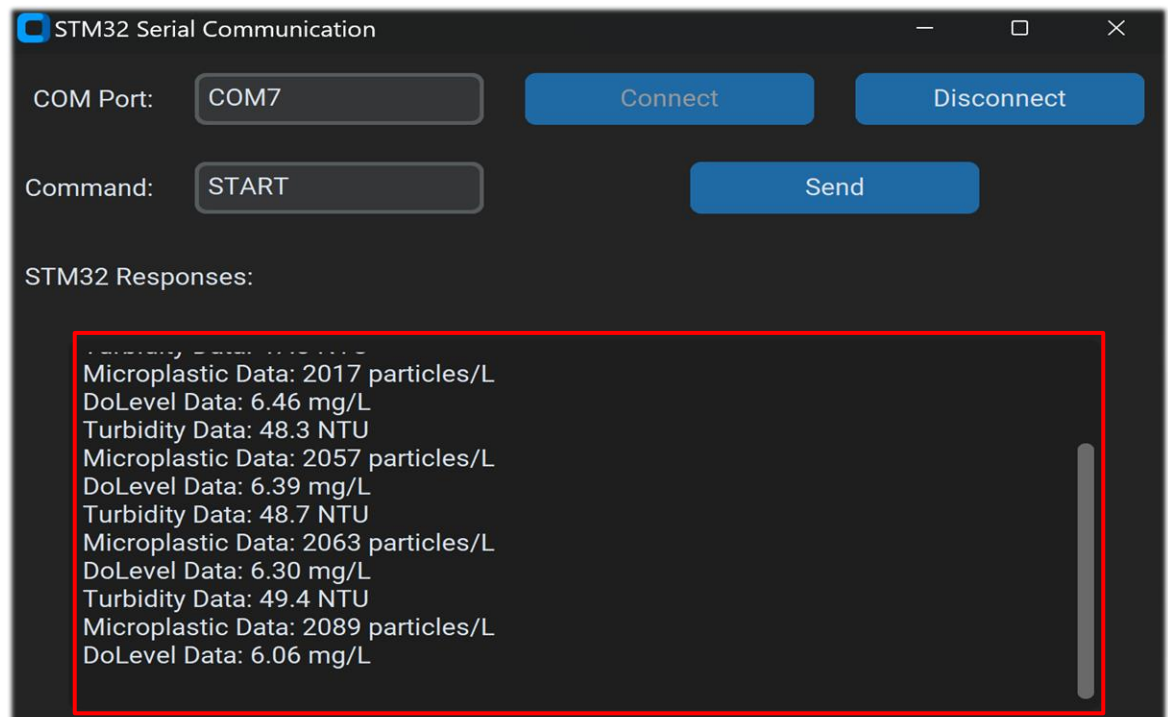 STM32 Serial Communication
COM Port: COM7 Connect Disconnect
Command: START Send
STM32 Responses:
Turbidity Data: NTU
Microplastic Data: 2017 particles/L
DoLevel Data: 6.46 mg/L
Turbidity Data: 48.3 NTU
Microplastic Data: 2057 particles/L
DoLevel Data: 6.39 mg/L
Turbidity Data: 48.7 NTU
Microplastic Data: 2063 particles/L
DoLevel Data: 6.30 mg/L
Turbidity Data: 49.4 NTU
Microplastic Data: 2089 particles/L
DoLevel Data: 6.06 mg/L